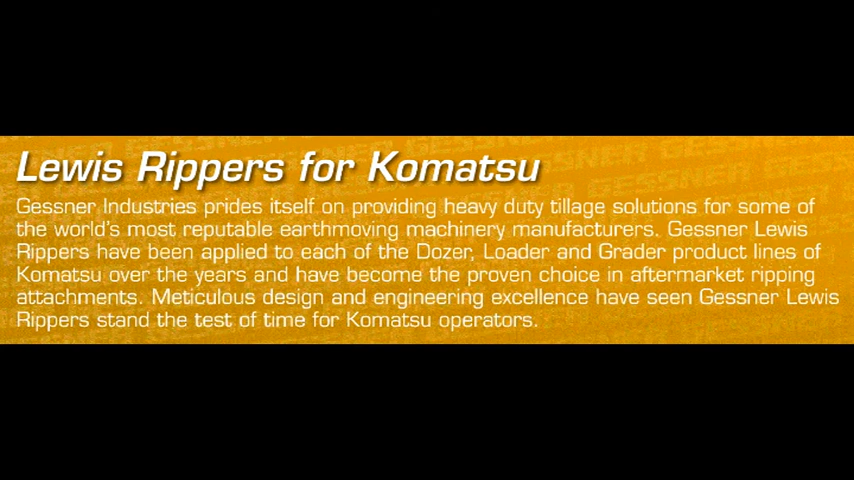 Lewis Rippers for Komatsu
Gessner Industries prides itself on providing heavy duty tillage solutions for some of
the world's most reputable earthmoving machinery manufacturers. Gessner Lewis
Rippers have been applied to each of the Dozer, Loader and Grader product lines of
Komatsu over the years and have become the proven choice in aftermarket ripping
attachments. Meticulous design and engineering excellence have seen Gessner Lewis
Rippers stand the test of time for Komatsu operators.